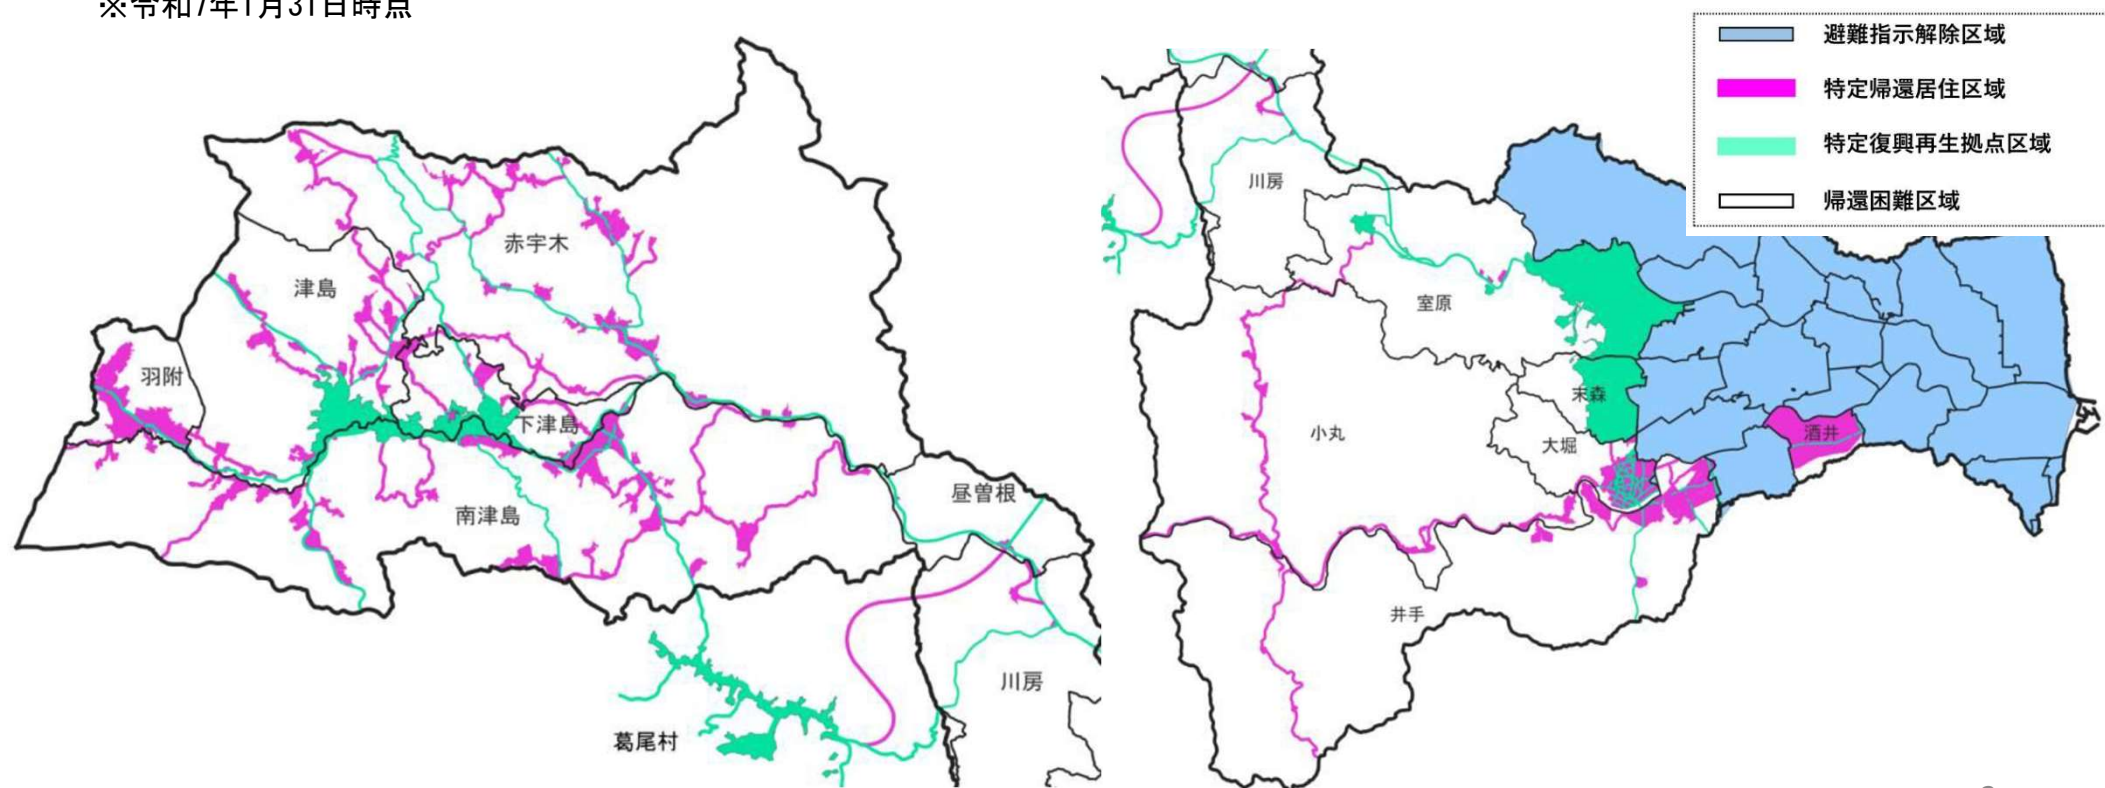 ※令和7年1月31日時点
避難指示解除区域
特定帰還居住区域
特定復興再生拠点区域
帰還困難区域
赤宇木
津島
羽附
下津島
南津島
昼曽根
川房
葛尾村
川房
室原
末森
小丸
大堀
酒井
井手